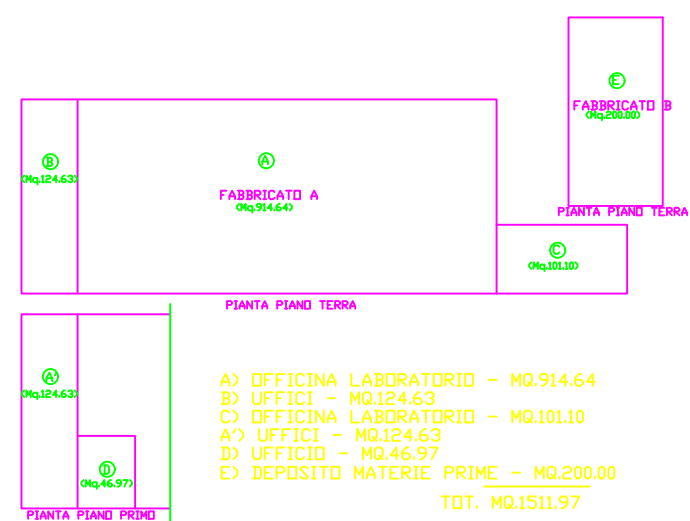 E
FABBRICATO B
(Mq.200.00)
PIANTA PIANO TERRA
B
(Mq.124.63)
A
FABBRICATO A
(Mq.914.64)
C
(Mq.101.10)
PIANTA PIANO TERRA
A'
(Mq.124.63)
D
(Mq.46.97)
PIANTA PIANO PRIMO
A) OFFICINA LABORATORIO - MQ.914.64
B) UFFICI - MQ.124.63
C) OFFICINA LABORATORIO - MQ.101.10
A') UFFICI - MQ.124.63
D) UFFICIO - MQ.46.97
E) DEPOSITO MATERIE PRIME - MQ.200.00
TOT. MQ.1511.97